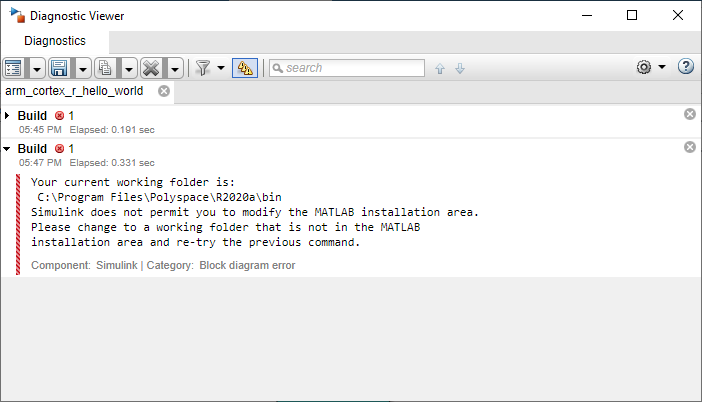 Diagnostic Viewer
Diagnostics
search
arm_cortex_r_hello_world
Build 1
05:45 PM Elapsed: 0.191 sec
Build 1
05:47 PM Elapsed: 0.331 sec
Your current working folder is:
C:\Program Files\Polyspace\R2020a\bin
Simulink does not permit you to modify the MATLAB installation area.
Please change to a working folder that is not in the MATLAB
installation area and re-try the previous command.
Component: Simulink | Category: Block diagram error